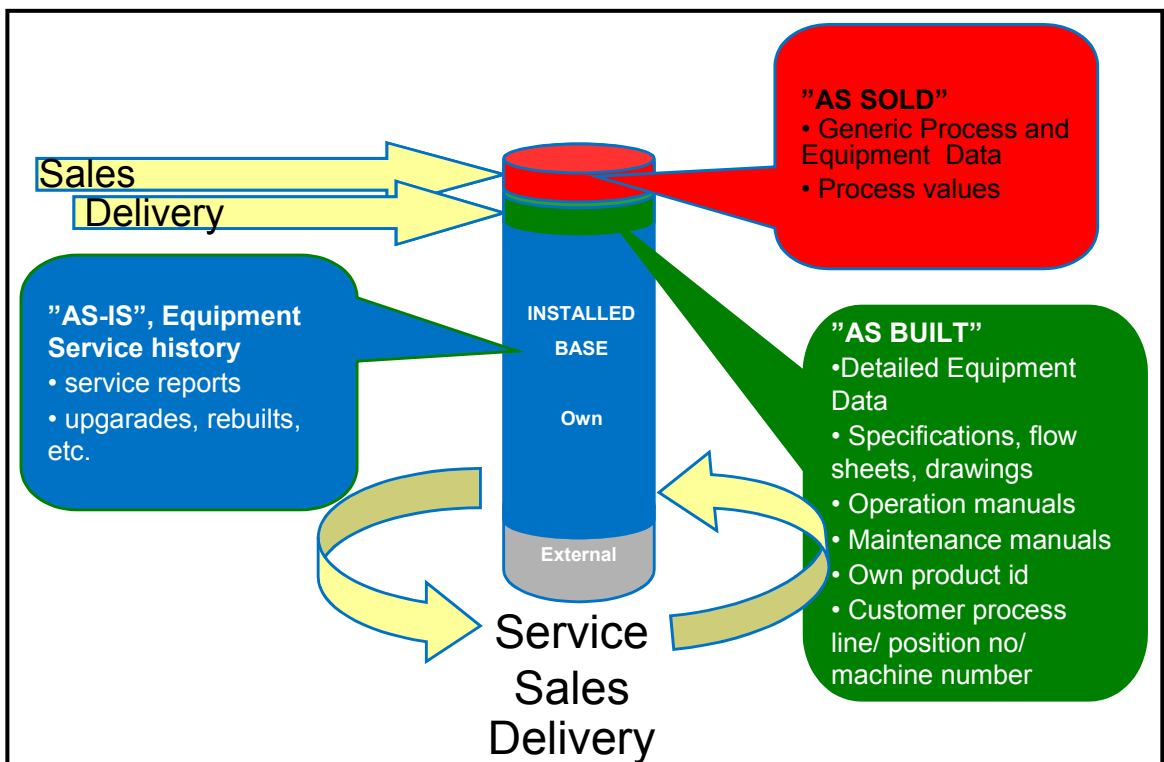 ”AS SOLD”
• Generic Process and
Equipment Data
• Process values
Sales
Delivery
”AS-IS”, Equipment
Service history
• service reports
• upgarades, rebuilts,
etc.
INSTALLED
BASE
Own
External
”AS BUILT”
•Detailed Equipment
Data
• Specifications, flow
sheets, drawings
• Operation manuals
• Maintenance manuals
• Own product id
• Customer process
line/ position no/
machine number
Service
Sales
Delivery